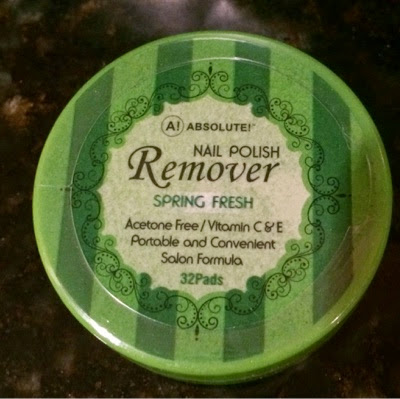 A! ABSOLUTE!
NAIL POLISH
Remover
SPRING FRESH
Acetone Free / Vitamin C & E
Portable and Convenient
Salon Formula
32Pads